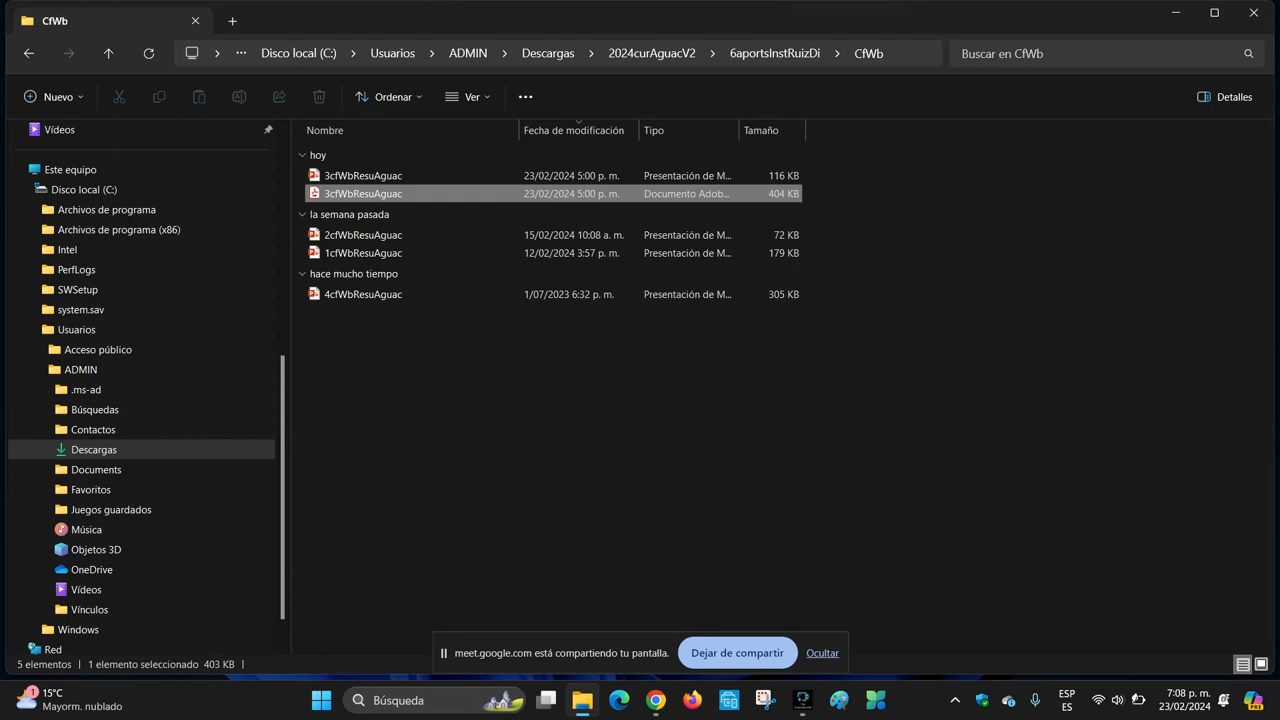 CfWb
Disco local (C:) Usuarios ADMIN Descargas 2024curAguacV2 6aportsInstRuizDi CfWb
Buscar en CfWb
Nuevo Ordenar Ver Detalles
Vídeos
Este equipo
Disco local (C:)
Archivos de programa
Archivos de programa (x86)
Intel
PerfLogs
SWSetup
system.sav
Usuarios
Acceso público
ADMIN
.ms-ad
Búsquedas
Contactos
Descargas
Documents
Favoritos
Juegos guardados
Música
Objetos 3D
OneDrive
Vídeos
Vínculos
Windows
Red
Nombre Fecha de modificación Tipo Tamaño
hoy
3cfWbResuAguac 23/02/2024 5:00 p. m. Presentación de M... 116 KB
3cfWbResuAguac 23/02/2024 5:00 p. m. Documento Adob... 404 KB
la semana pasada
2cfWbResuAguac 15/02/2024 10:08 a. m. Presentación de M... 72 KB
1cfWbResuAguac 12/02/2024 3:57 p. m. Presentación de M... 179 KB
hace mucho tiempo
4cfWbResuAguac 1/07/2023 6:32 p. m. Presentación de M... 305 KB
meet.google.com está compartiendo tu pantalla. Dejar de compartir Ocultar
5 elementos 1 elemento seleccionado 403 KB
1
15°C
Mayorm. nublado
Búsqueda
ESP
ES
7:08 p. m.
23/02/2024